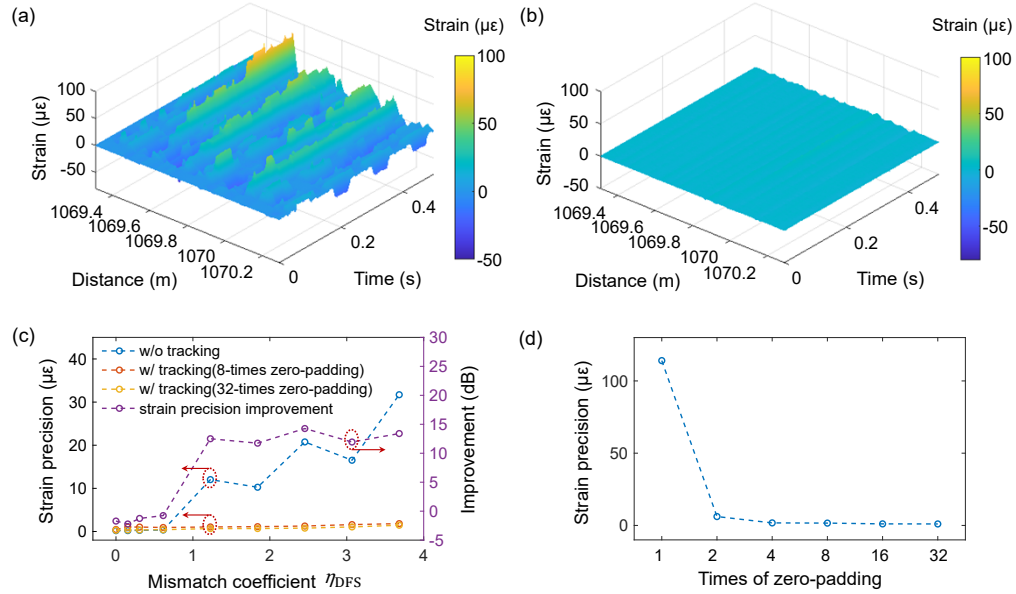 (a)
Strain (με)
100
50
0
-50
Strain (με)
100
50
0
-50
1069.4
1069.6
1069.8
1070
1070.2
Distance (m)
0
0.2
0.4
Time (s)
(b)
Strain (με)
100
50
0
-50
Strain (με)
100
50
0
-50
1069.4
1069.6
1069.8
1070
1070.2
Distance (m)
0
0.2
0.4
Time (s)
(c)
w/o tracking
w/ tracking(8-times zero-padding)
w/ tracking(32-times zero-padding)
strain precision improvement
Strain precision (με)
40
30
20
10
0
30
25
20
15
10
5
0
-5
Improvement (dB)
0
1
2
3
4
Mismatch coefficient ηDFS
(d)
Strain precision (με)
100
50
0
1
2
4
8
16
32
Times of zero-padding